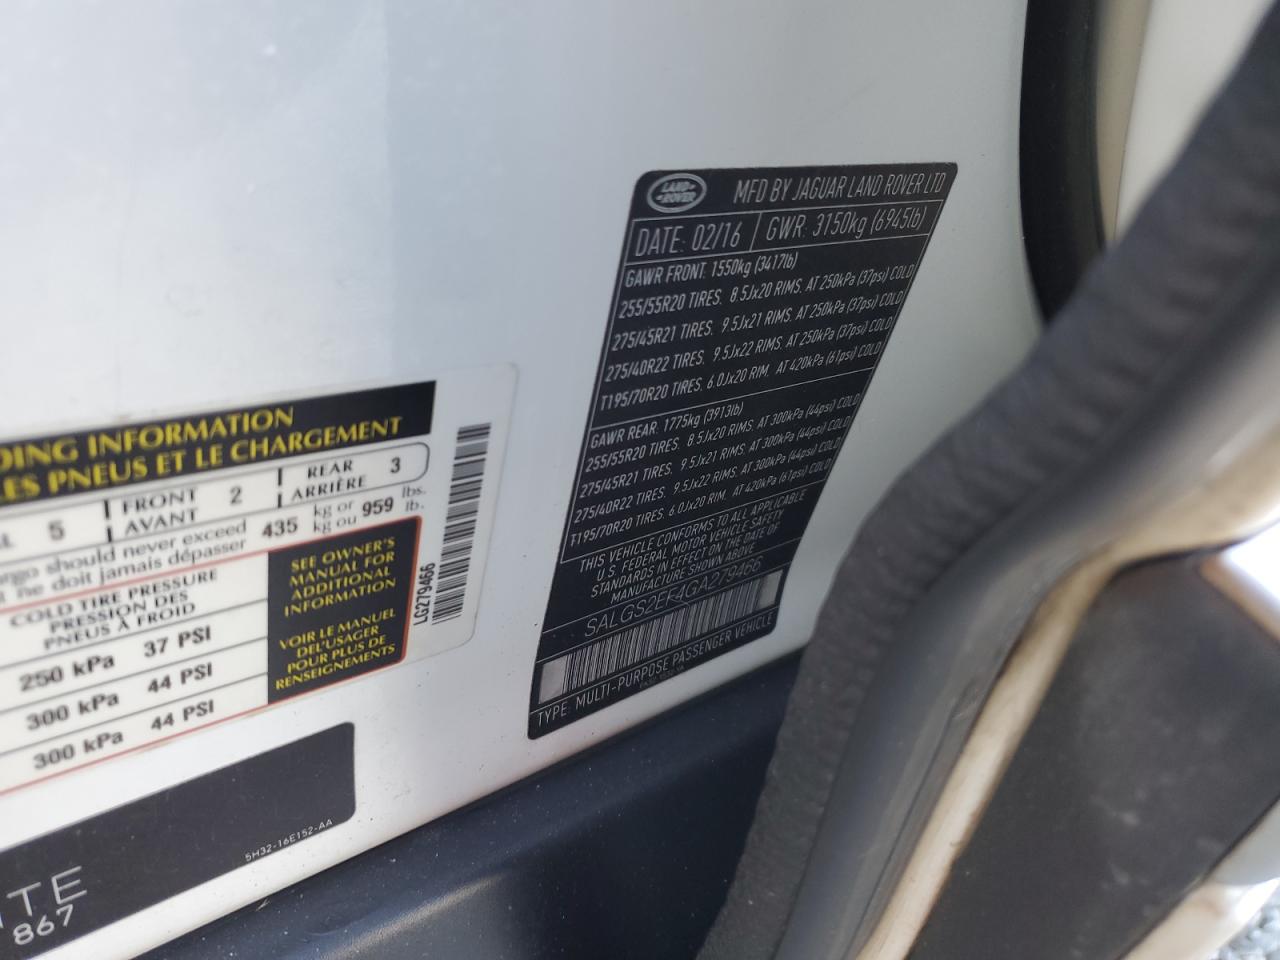 DING INFORMATION
LES PNEUS ET LE CHARGEMENT
5 FRONT AVANT 2 REAR ARRIÈRE 3
should never exceed 435 kg or 959 lbs.
ne doit jamais dépasser kg ou lb.
COLD TIRE PRESSURE
PRESSION DES
PNEUS À FROID
250 kPa 37 PSI
300 kPa 44 PSI
300 kPa 44 PSI
SEE OWNER'S
MANUAL FOR
ADDITIONAL
INFORMATION
VOIR LE MANUEL
DEL'USAGER
POUR PLUS DE
RENSEIGNEMENTS
LG279466
5H32-16E152-AA
ITE
867
LAND
ROVER
MFD BY JAGUAR LAND ROVER LTD
DATE: 02/16 GWR: 3150kg (6945lb)
GAWR FRONT. 1550kg (3417lb)
255/55R20 TIRES. 8.5Jx20 RIMS. AT 250kPa (37psi) COLD
275/45R21 TIRES. 9.5Jx21 RIMS. AT 250kPa (37psi) COLD
275/40R22 TIRES. 9.5Jx22 RIMS. AT 250kPa (37psi) COLD
T195/70R20 TIRES. 6.0Jx20 RIM. AT 420kPa (61psi) COLD
GAWR REAR. 1775kg (3913lb)
255/55R20 TIRES. 8.5Jx20 RIMS. AT 300kPa (44psi) COLD
275/45R21 TIRES. 9.5Jx21 RIMS. AT 300kPa (44psi) COLD
275/40R22 TIRES. 9.5Jx22 RIMS. AT 300kPa (44psi) COLD
T195/70R20 TIRES. 6.0Jx20 RIM. AT 420kPa (61psi) COLD
THIS VEHICLE CONFORMS TO ALL APPLICABLE
U.S. FEDERAL MOTOR VEHICLE SAFETY
STANDARDS IN EFFECT ON THE DATE OF
MANUFACTURE SHOWN ABOVE
SALGS2EF4GA279466
TYPE: MULTI-PURPOSE PASSENGER VEHICLE